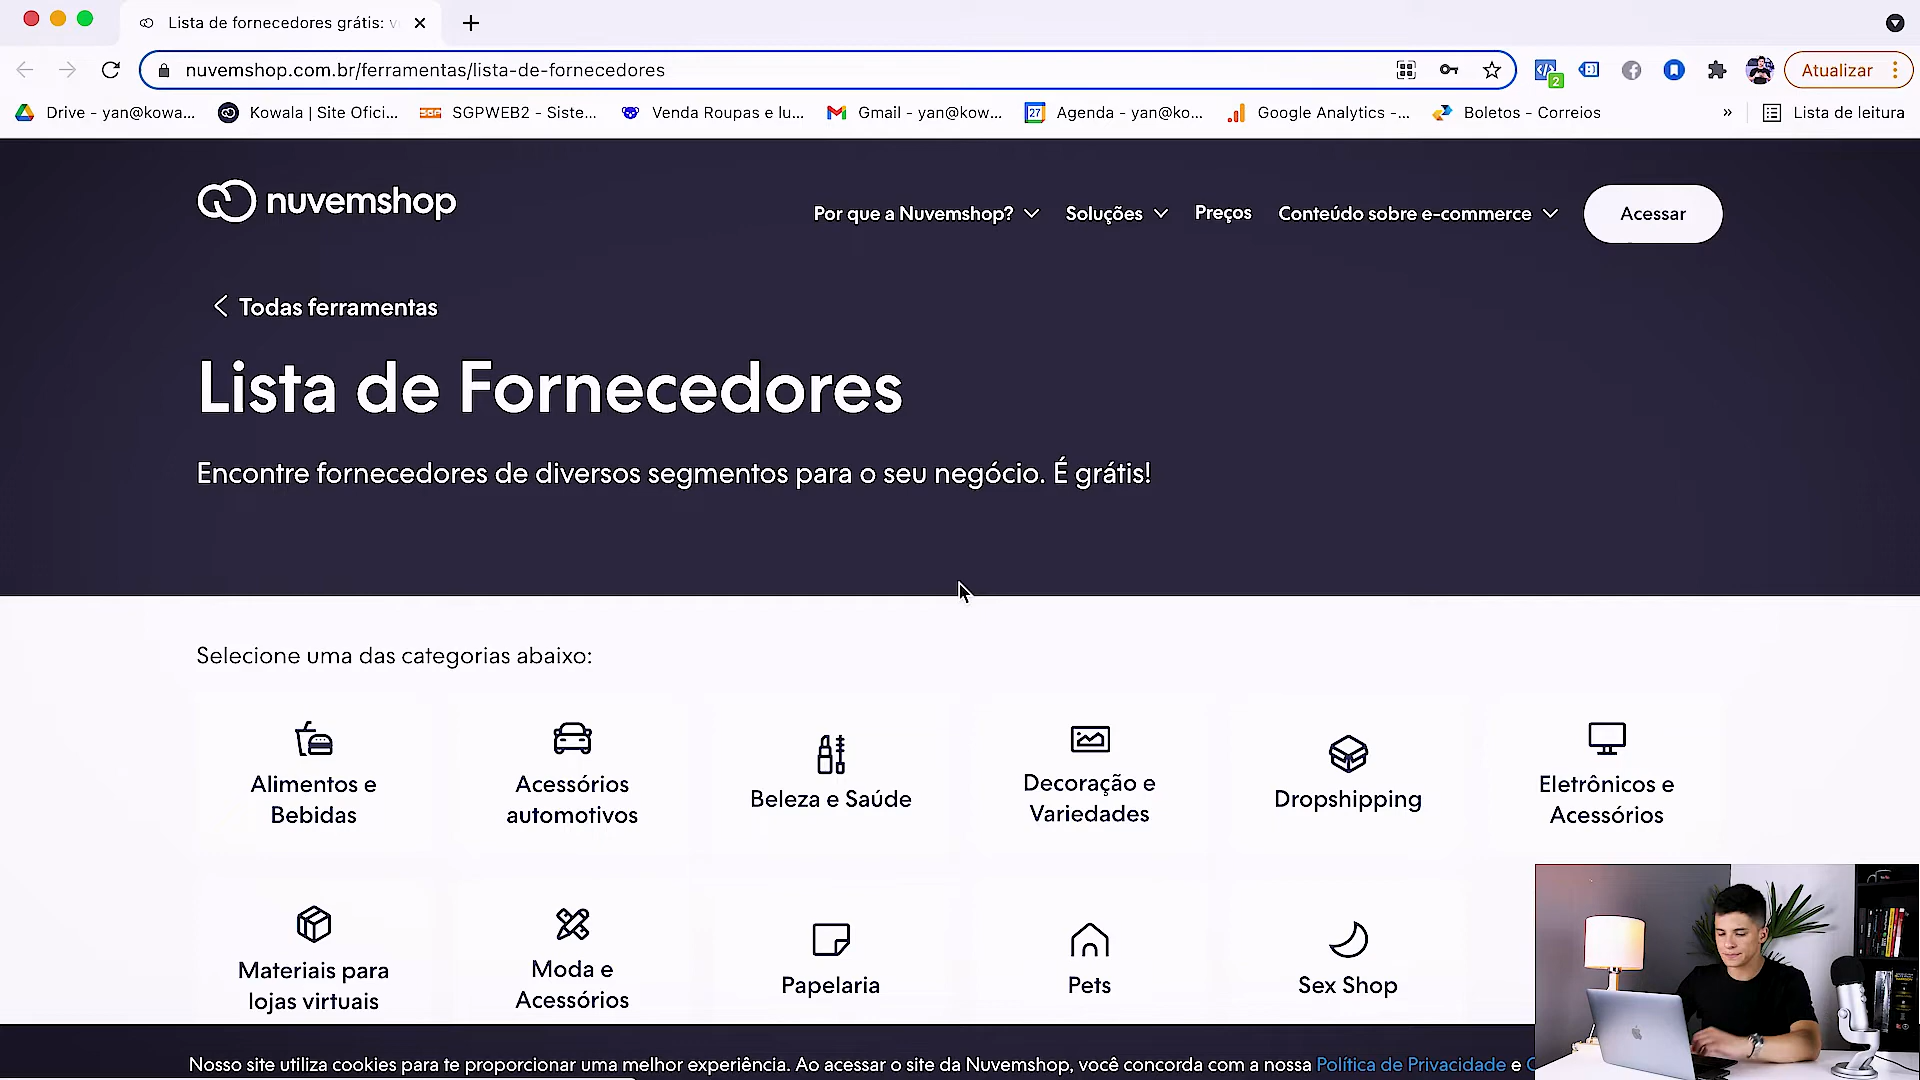 Lista de fornecedores grátis: v
nuvemshop.com.br/ferramentas/lista-de-fornecedores
2
Atualizar
Drive - yan@kowa...
Kowala | Site Ofici...
SGPWEB2 - Siste...
Venda Roupas e lu...
Gmail - yan@kow...
27
Agenda - yan@ko...
Google Analytics -...
Boletos - Correios
»
Lista de leitura
nuvemshop
Por que a Nuvemshop?
Soluções
Preços
Conteúdo sobre e-commerce
Acessar
Todas ferramentas
Lista de Fornecedores
Encontre fornecedores de diversos segmentos para o seu negócio. É grátis!
Selecione uma das categorias abaixo:
Alimentos e
Bebidas
Acessórios
automotivos
Beleza e Saúde
Decoração e
Variedades
Dropshipping
Eletrônicos e
Acessórios
Materiais para
lojas virtuais
Moda e
Acessórios
Papelaria
Pets
Sex Shop
Nosso site utiliza cookies para te proporcionar uma melhor experiência. Ao acessar o site da Nuvemshop, você concorda com a nossa Política de Privacidade e